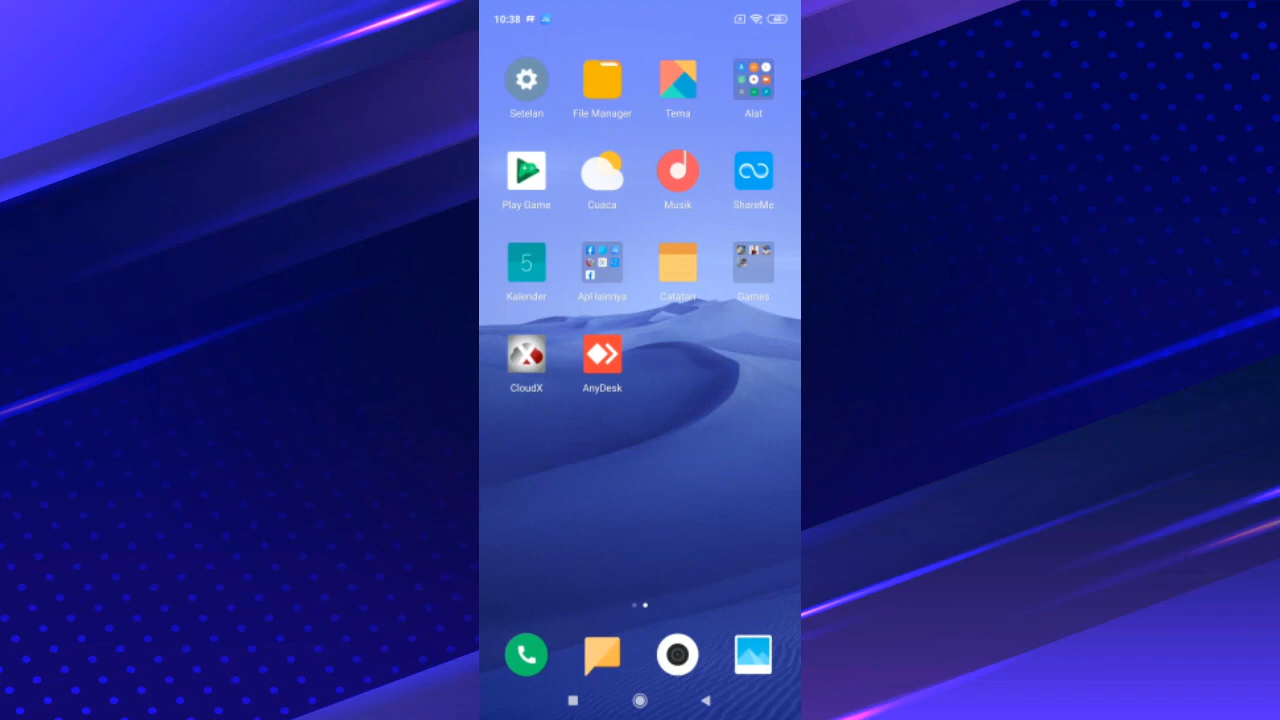 10:38
65
Setelan File Manager Tema Alat
Play Game Cuaca Musik ShareMe
5
Kalender Apl lainnya Catatan Games
CloudX AnyDesk